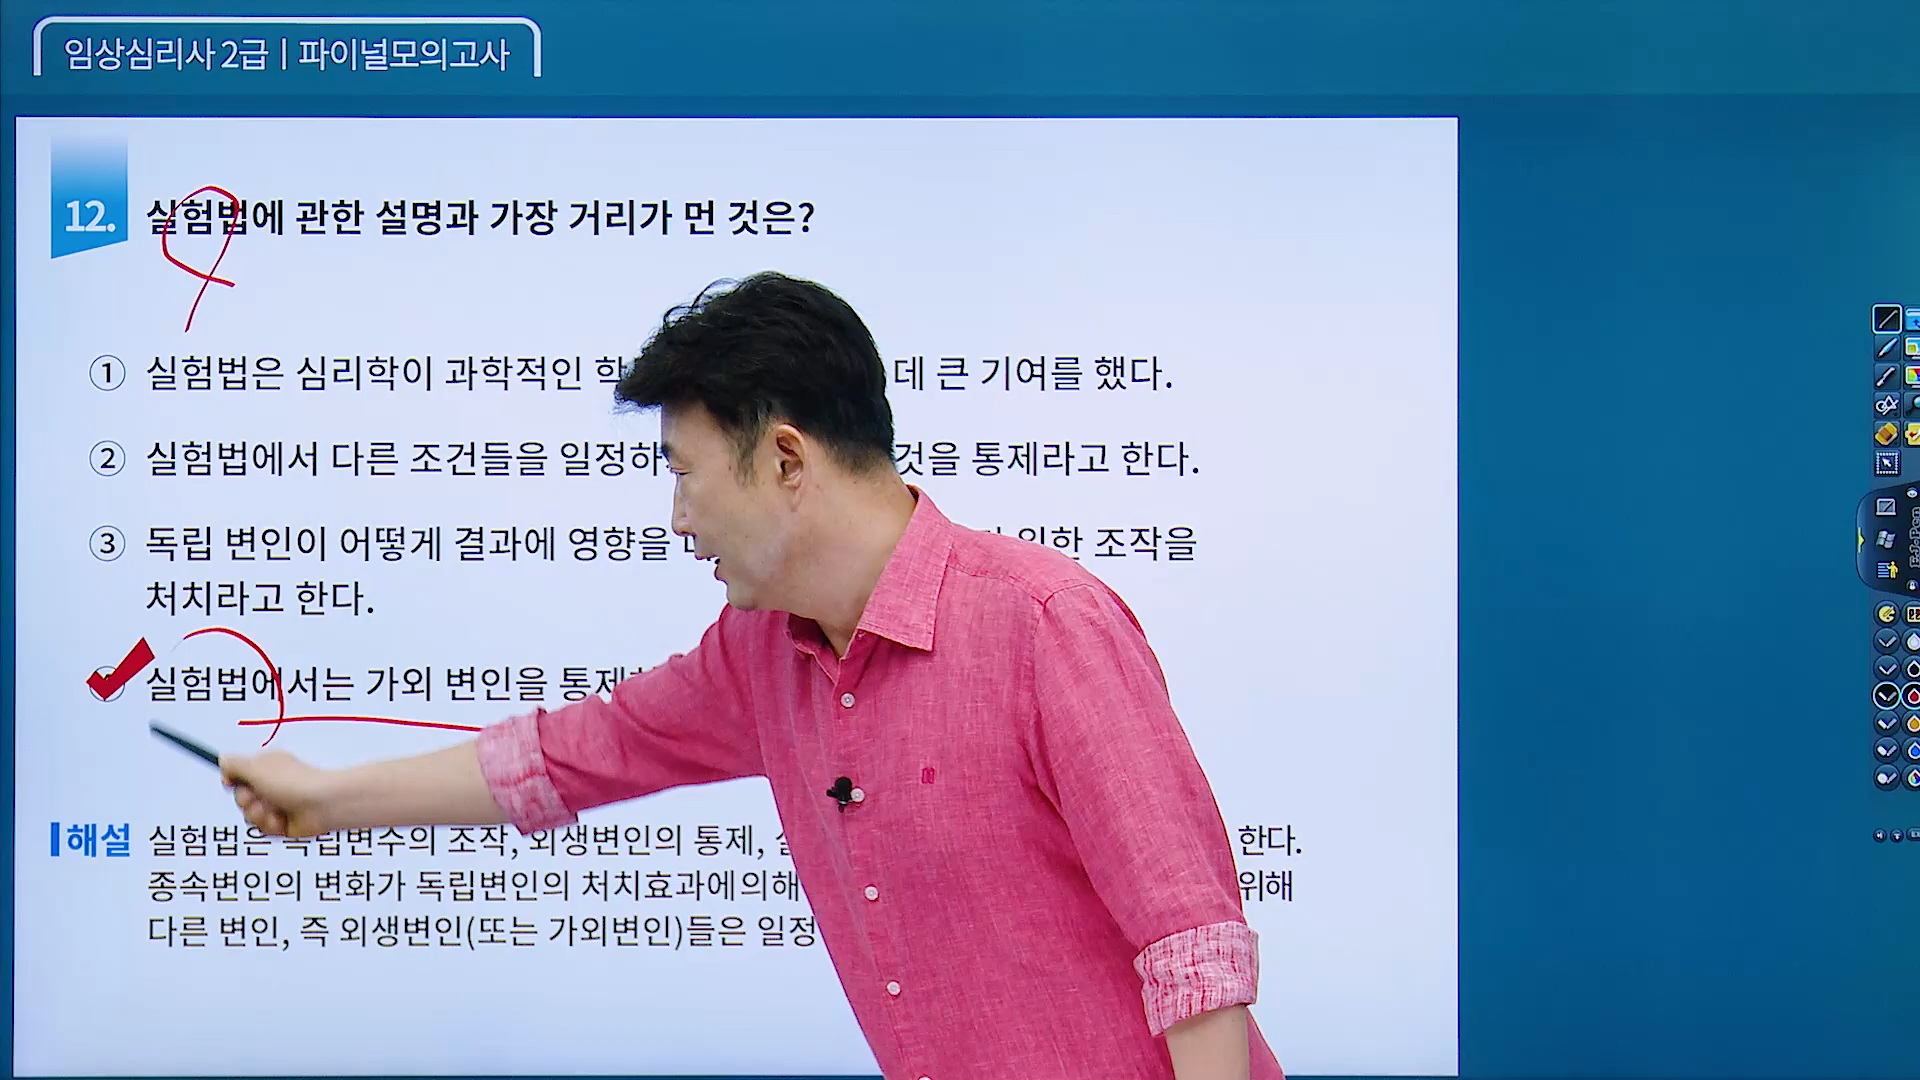 임상심리사 2급 | 파이널모의고사
12. 실험법에 관한 설명과 가장 거리가 먼 것은?
① 실험법은 심리학이 과학적인 학 데 큰 기여를 했다.
② 실험법에서 다른 조건들을 일정하 것을 통제라고 한다.
③ 독립 변인이 어떻게 결과에 영향을 위한 조작을
처치라고 한다.
④ 실험법에서는 가외 변인을 통제
해설 실험법은 독립변수의 조작, 외생변인의 통제, 한다.
종속변인의 변화가 독립변인의 처치효과에의해 위해
다른 변인, 즉 외생변인(또는 가외변인)들은 일정